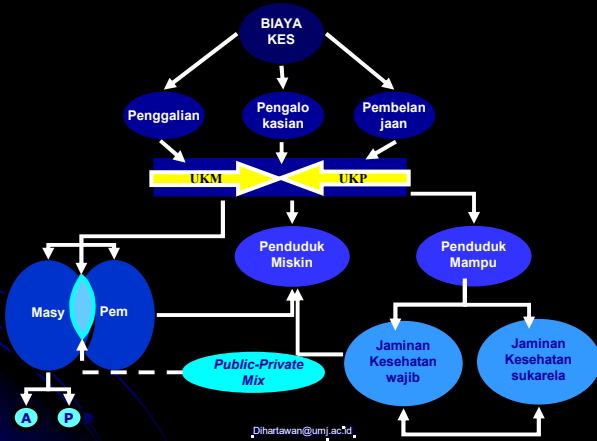 BIAYA
KES
Penggalian
Pengalo
kasian
Pembelan
jaan
UKM
UKP
Penduduk
Miskin
Penduduk
Mampu
Masy
Pem
Public-Private
Mix
Jaminan
Kesehatan
wajib
Jaminan
Kesehatan
sukarela
A
P
Dihartawan@umj.ac.id